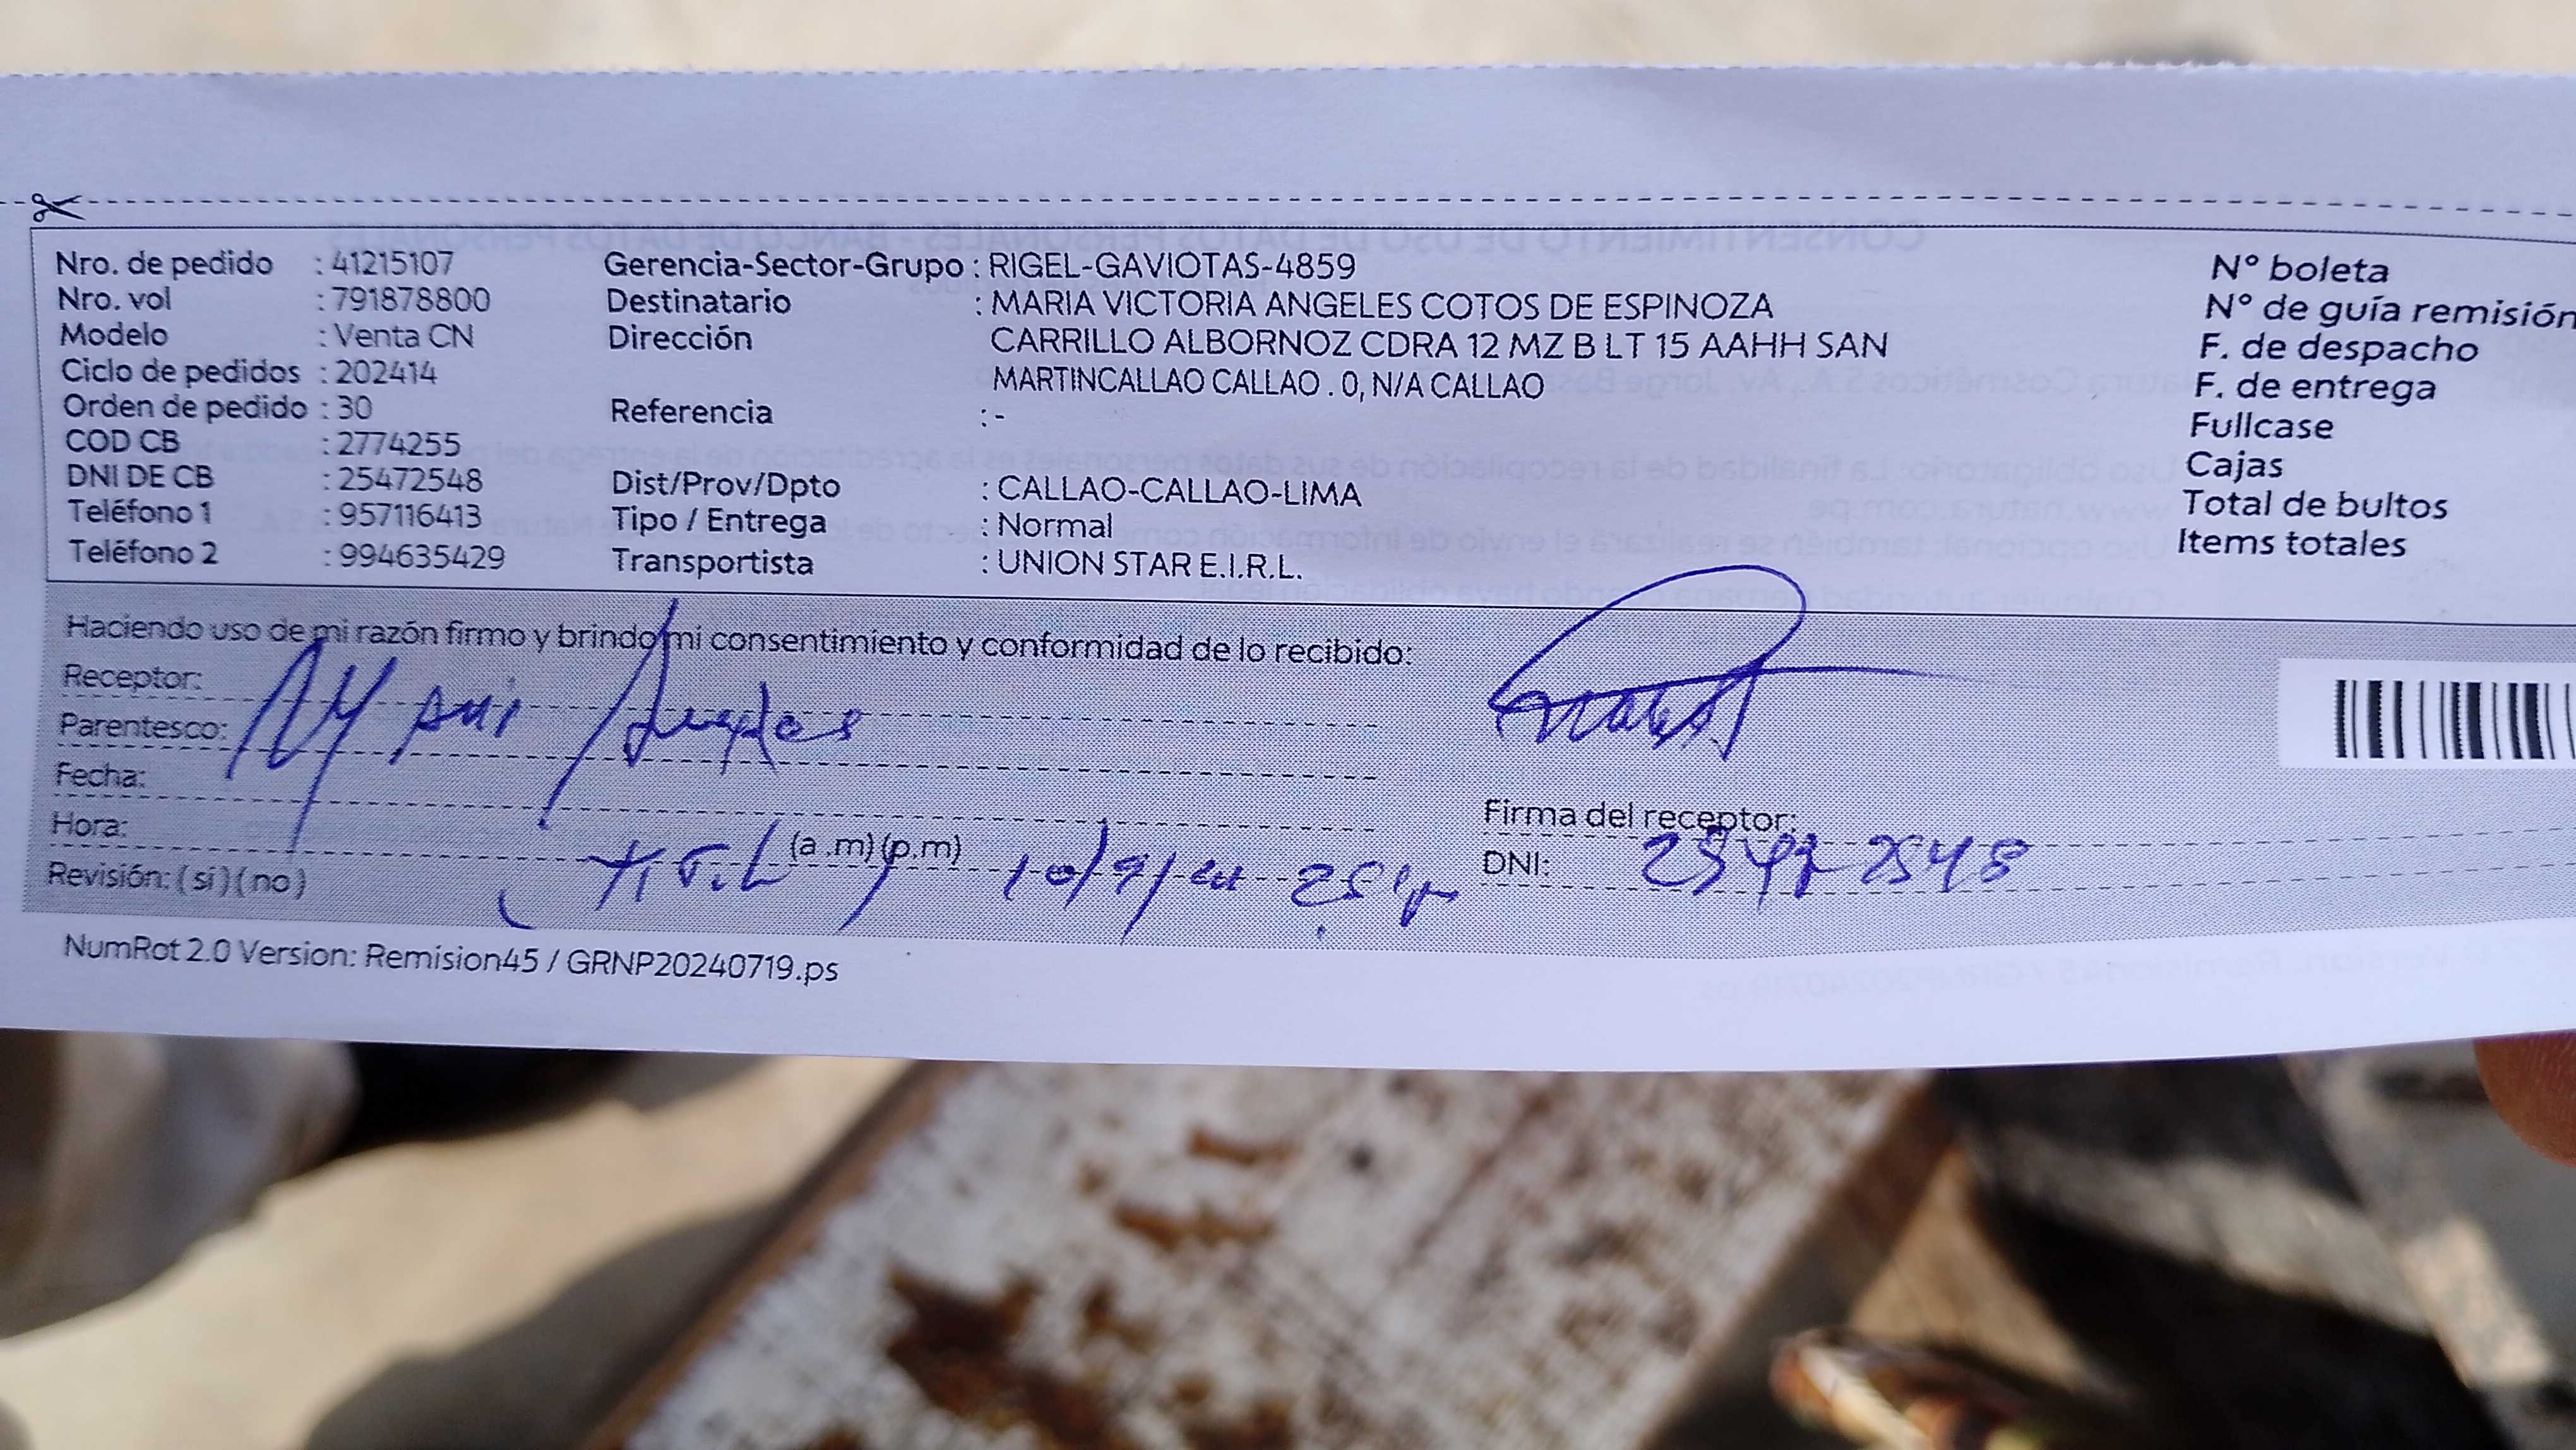 Nro. de pedido : 41215107
Nro. vol : 791878800
Modelo : Venta CN
Ciclo de pedidos : 202414
Orden de pedido : 30
COD CB : 2774255
DNI DE CB : 25472548
Teléfono 1 : 957116413
Teléfono 2 : 994635429
Gerencia-Sector-Grupo : RIGEL-GAVIOTAS-4859
Destinatario : MARIA VICTORIA ANGELES COTOS DE ESPINOZA
Dirección CARRILLO ALBORNOZ CDRA 12 MZ B LT 15 AAHH SAN
MARTINCALLAO CALLAO . 0, N/A CALLAO
Referencia : -
Dist/Prov/Dpto : CALLAO-CALLAO-LIMA
Tipo / Entrega : Normal
Transportista : UNION STAR E.I.R.L.
N° boleta
N° de guía remisión
F. de despacho
F. de entrega
Fullcase
Cajas
Total de bultos
Items totales
Haciendo uso de mi razón firmo y brindo mi consentimiento y conformidad de lo recibido:
Receptor:
Parentesco: Angeles
Fecha:
Hora: (a .m) (p.m)
Revisión: ( sí ) ( no )
Firma del receptor:
DNI: 25472548
NumRot 2.0 Version: Remision45 / GRNP20240719.ps